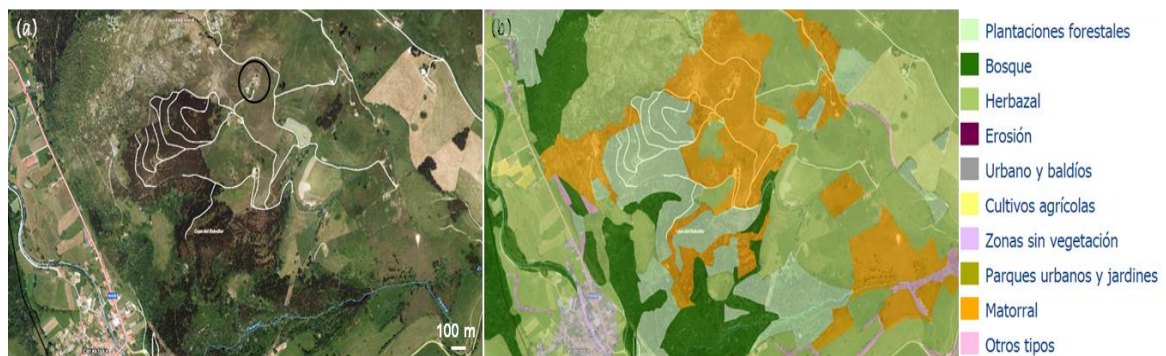 (a)
(b)
100 m
Plantaciones forestales
Bosque
Herbazal
Erosión
Urbano y baldíos
Cultivos agrícolas
Zonas sin vegetación
Parques urbanos y jardines
Matorral
Otros tipos